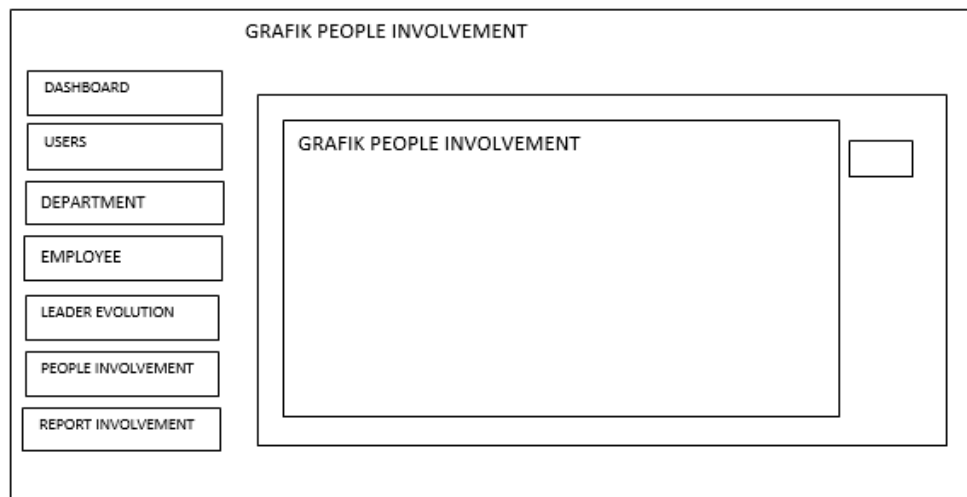 GRAFIK PEOPLE INVOLVEMENT
DASHBOARD
USERS
DEPARTMENT
EMPLOYEE
LEADER EVOLUTION
PEOPLE INVOLVEMENT
REPORT INVOLVEMENT
GRAFIK PEOPLE INVOLVEMENT